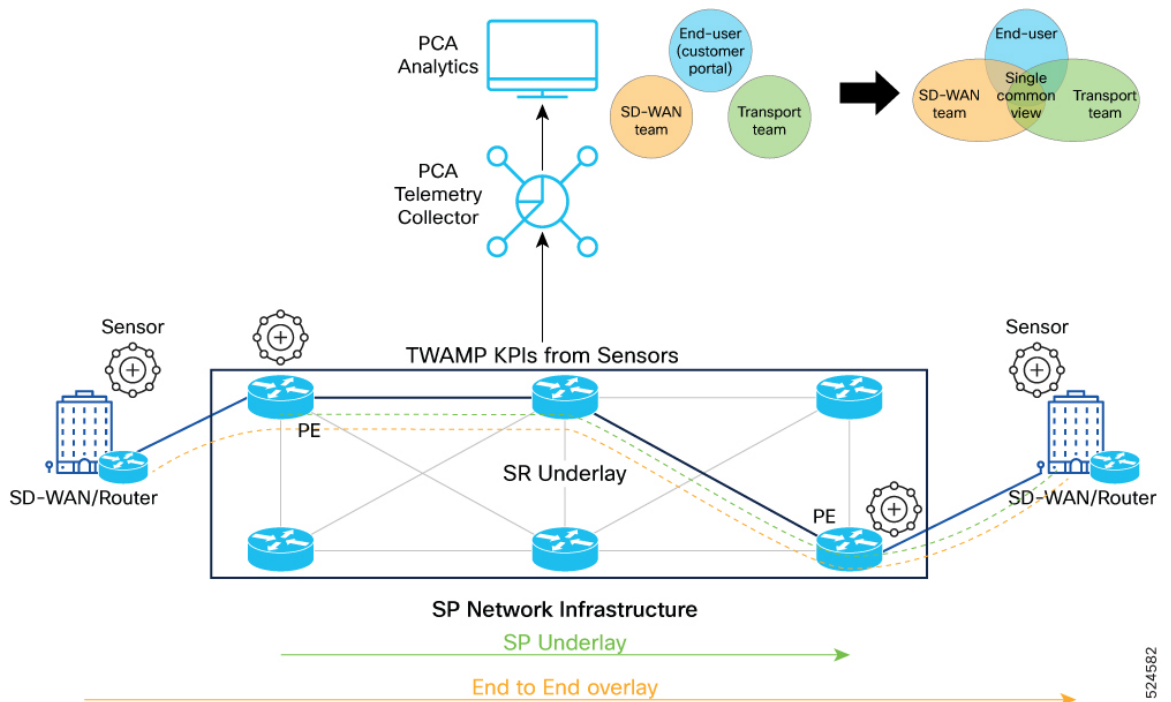 PCA
Analytics
End-user
(customer
portal)
SD-WAN
team
Transport
team
End-user
Single
common
view
SD-WAN
team
Transport
team
PCA
Telemetry
Collector
Sensor
TWAMP KPIs from Sensors
Sensor
PE
SR Underlay
PE
SD-WAN/Router
SD-WAN/Router
SP Network Infrastructure
SP Underlay
End to End overlay
524582